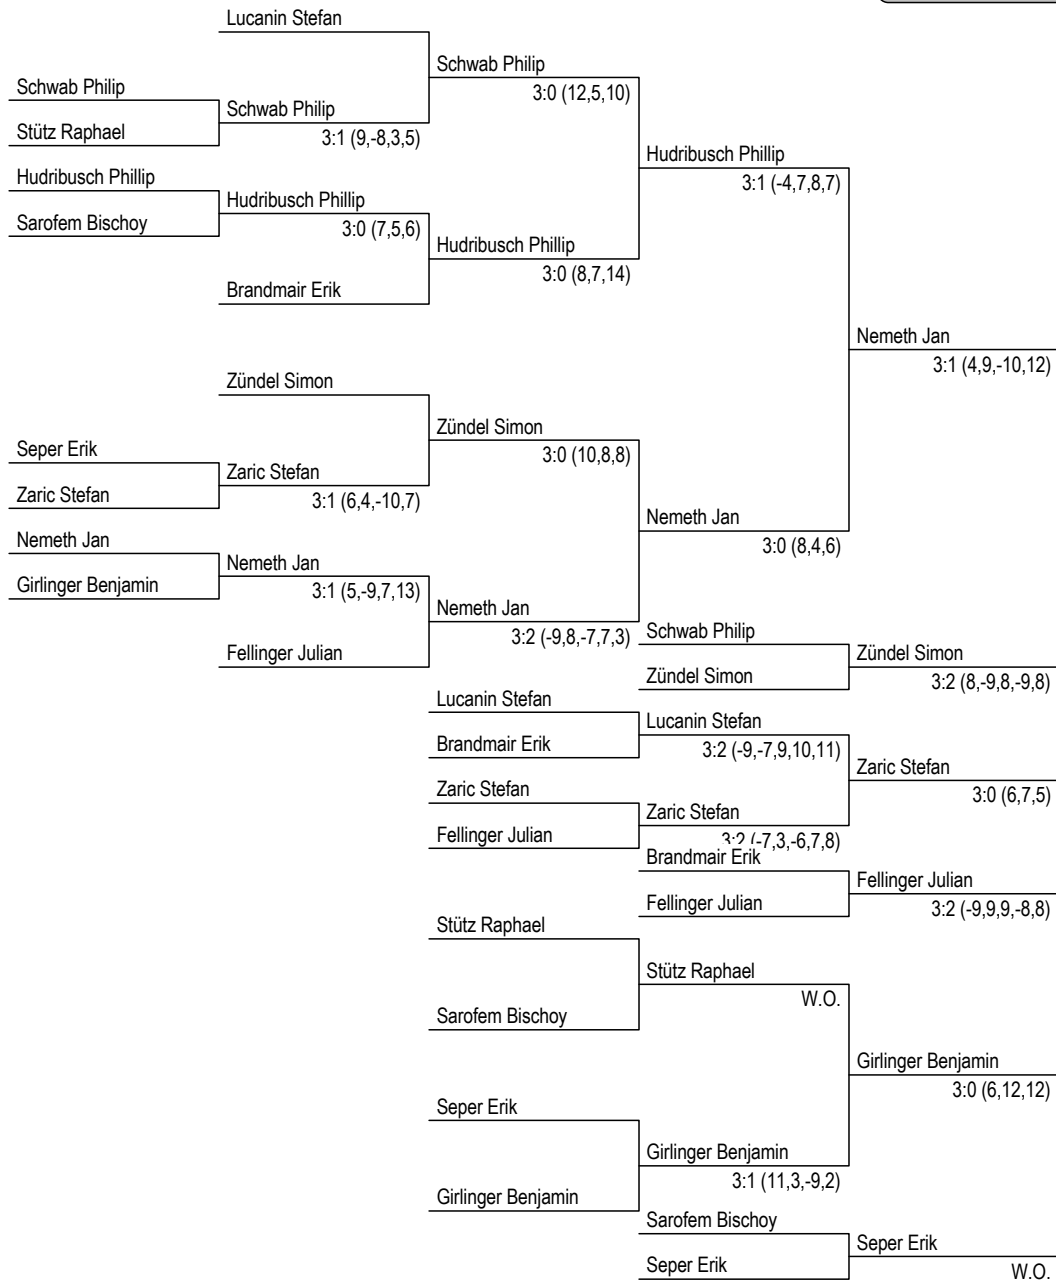 Lucanin Stefan
Schwab Philip
3:0 (12,5,10)
Schwab Philip
Schwab Philip
3:1 (9,-8,3,5)
Stütz Raphael
Hudribusch Phillip
3:1 (-4,7,8,7)
Hudribusch Phillip
Hudribusch Phillip
3:0 (7,5,6)
Sarofem Bischoy
Hudribusch Phillip
3:0 (8,7,14)
Brandmair Erik
Nemeth Jan
3:1 (4,9,-10,12)
Zündel Simon
Zündel Simon
3:0 (10,8,8)
Seper Erik
Zaric Stefan
3:1 (6,4,-10,7)
Zaric Stefan
Nemeth Jan
3:0 (8,4,6)
Nemeth Jan
Nemeth Jan
3:1 (5,-9,7,13)
Girlinger Benjamin
Nemeth Jan
3:2 (-9,8,-7,7,3)
Fellinger Julian
Schwab Philip
Zündel Simon
3:2 (8,-9,8,-9,8)
Zündel Simon
Lucanin Stefan
Lucanin Stefan
3:2 (-9,-7,9,10,11)
Brandmair Erik
Zaric Stefan
3:0 (6,7,5)
Zaric Stefan
Zaric Stefan
3:2 (-7,3,-6,7,8)
Fellinger Julian
Brandmair Erik
Fellinger Julian
3:2 (-9,9,9,-8,8)
Fellinger Julian
Stütz Raphael
Stütz Raphael
W.O.
Sarofem Bischoy
Girlinger Benjamin
3:0 (6,12,12)
Seper Erik
Girlinger Benjamin
3:1 (11,3,-9,2)
Girlinger Benjamin
Sarofem Bischoy
Seper Erik
W.O.
Seper Erik